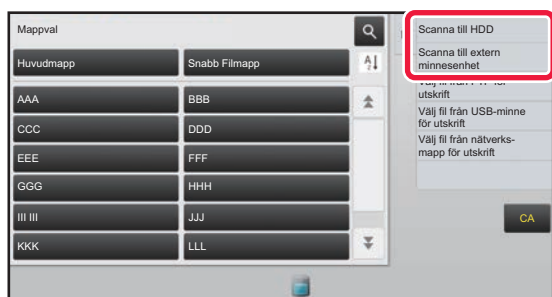 Mappval
Huvudmapp
Snabb Filmapp
AAA
BBB
CCC
DDD
EEE
FFF
GGG
HHH
III III
JJJ
KKK
LLL
Scanna till HDD
Scanna till extern
minnesenhet
utskrift
Välj fil från USB-minne
för utskrift
Välj fil från nätverks-
mapp för utskrift
CA